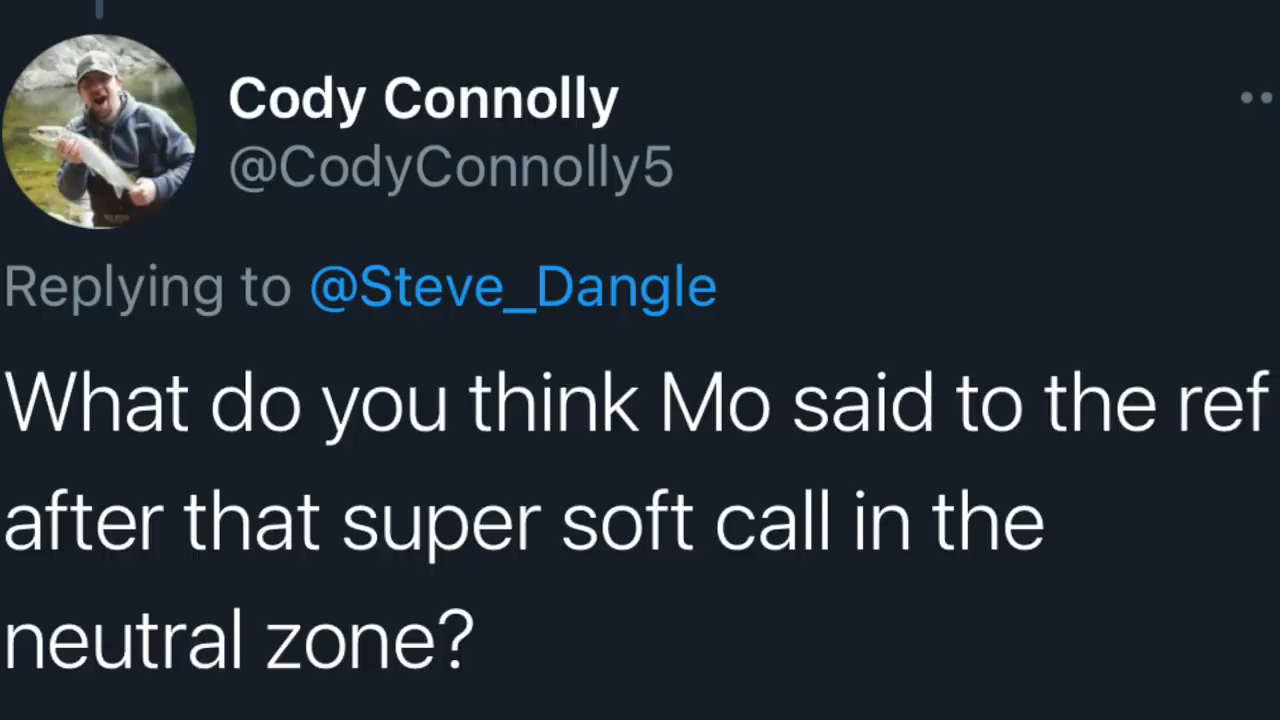 Cody Connolly
@CodyConnolly5
Replying to @Steve_Dangle
What do you think Mo said to the ref
after that super soft call in the
neutral zone?